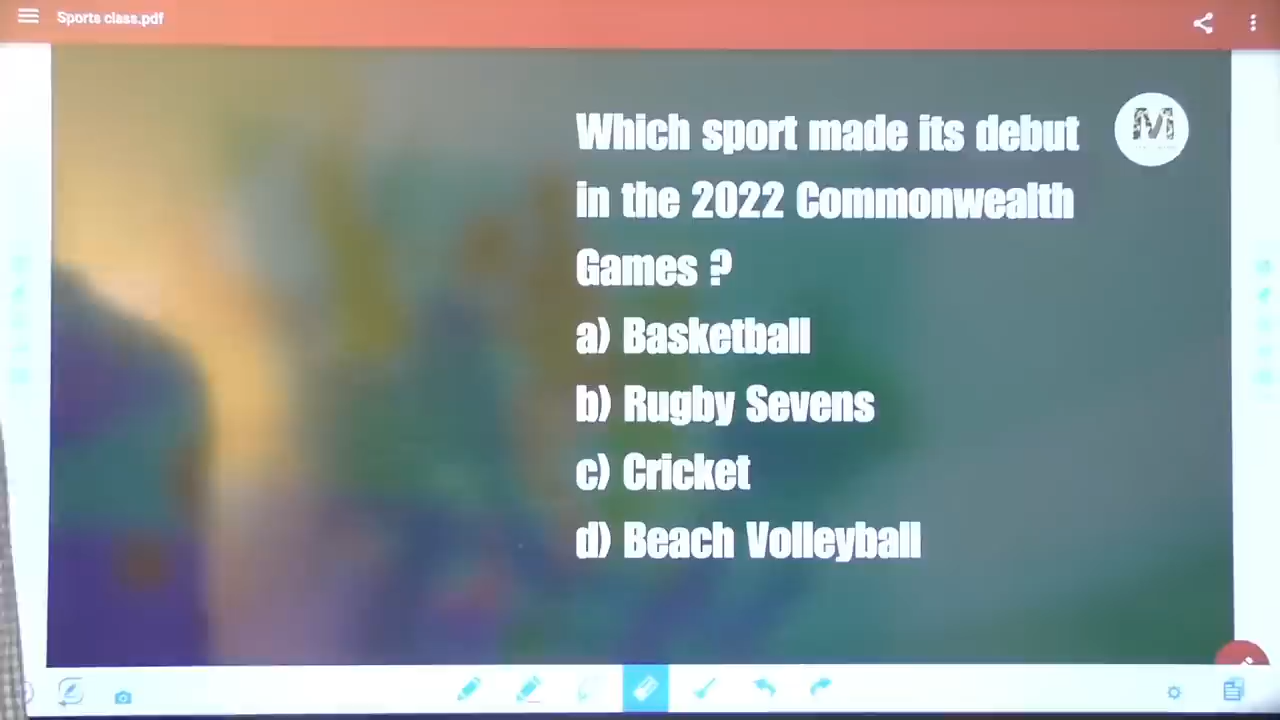 Sports class.pdf
Which sport made its debut
in the 2022 Commonwealth
Games ?
a) Basketball
b) Rugby Sevens
c) Cricket
d) Beach Volleyball